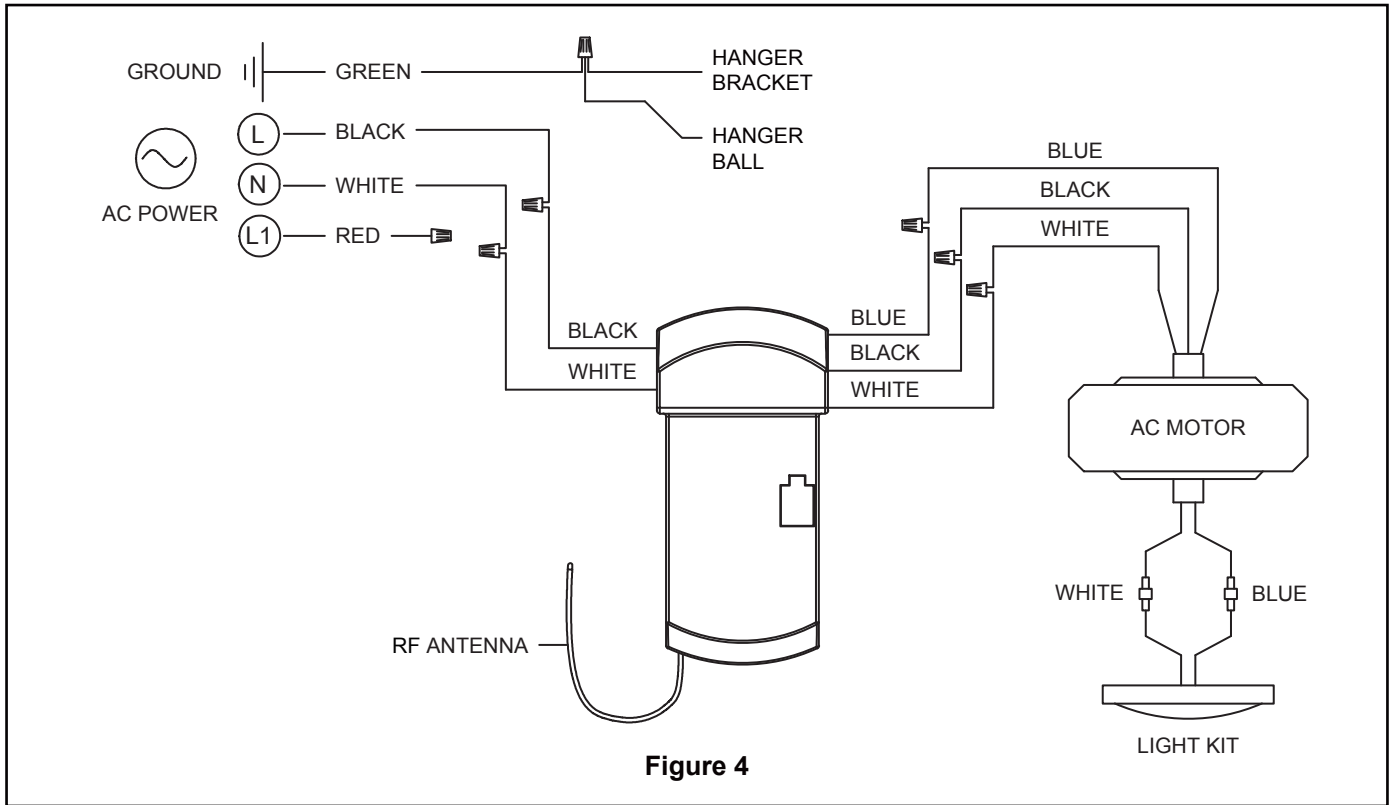 GROUND
GREEN
HANGER
BRACKET
HANGER
BALL
L
BLACK
N
WHITE
AC POWER
L1
RED
BLUE
BLACK
WHITE
BLACK
WHITE
BLUE
BLACK
WHITE
AC MOTOR
WHITE
BLUE
RF ANTENNA
LIGHT KIT
Figure 4